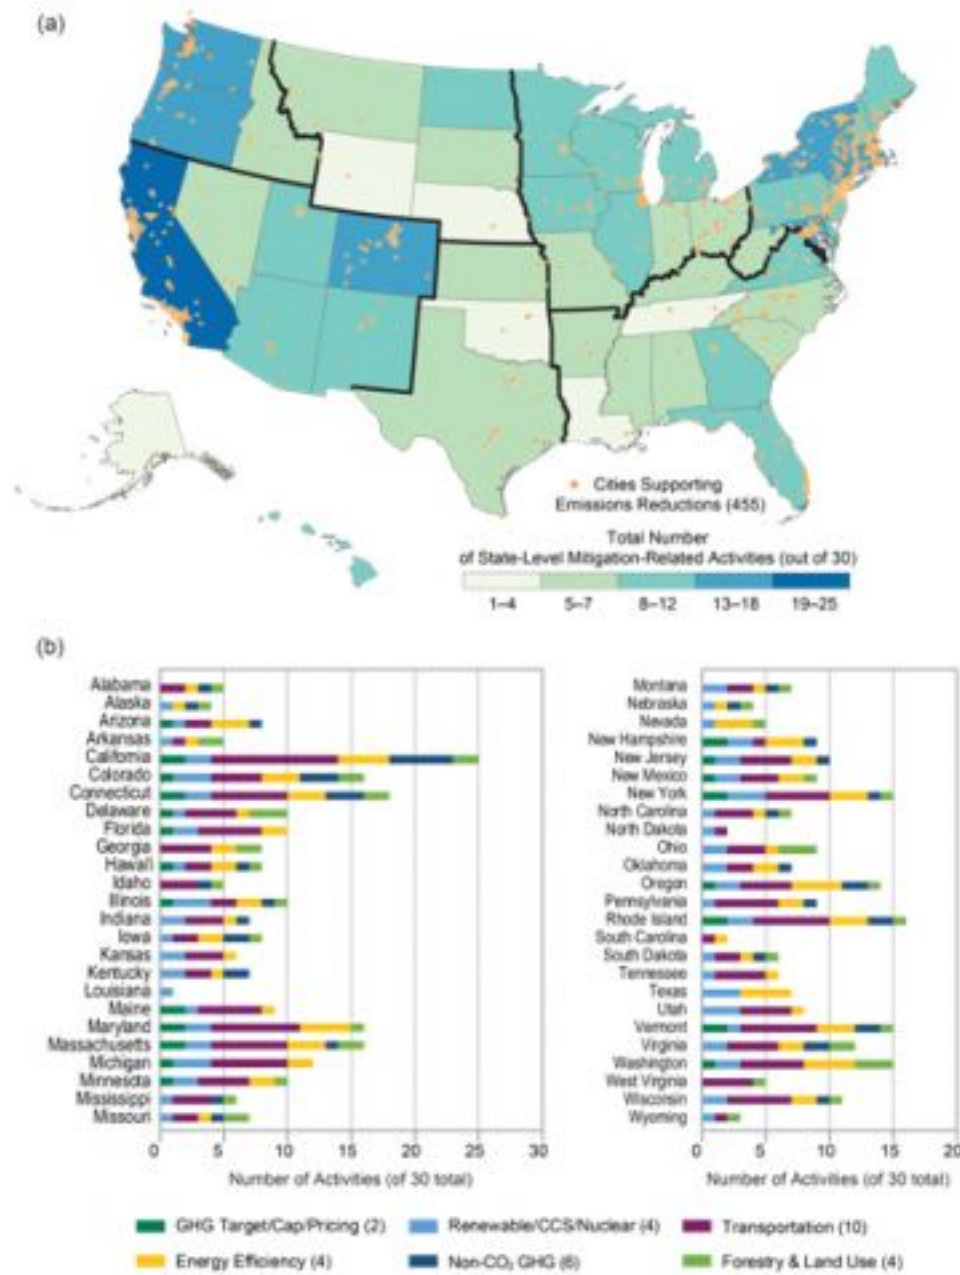 (a)
Cities Supporting
Emissions Reductions (455)
Total Number
of State-Level Mitigation-Related Activities (out of 30)
1–4 5–7 8–12 13–18 19–25
(b)
Alabama
Alaska
Arizona
Arkansas
California
Colorado
Connecticut
Delaware
Florida
Georgia
Hawai'i
Idaho
Illinois
Indiana
Iowa
Kansas
Kentucky
Louisiana
Maine
Maryland
Massachusetts
Michigan
Minnesota
Mississippi
Missouri
0 5 10 15 20 25 30
Number of Activities (of 30 total)
Montana
Nebraska
Nevada
New Hampshire
New Jersey
New Mexico
New York
North Carolina
North Dakota
Ohio
Oklahoma
Oregon
Pennsylvania
Rhode Island
South Carolina
South Dakota
Tennessee
Texas
Utah
Vermont
Virginia
Washington
West Virginia
Wisconsin
Wyoming
0 5 10 15 20
Number of Activities (of 30 total)
GHG Target/Cap/Pricing (2) Renewable/CCS/Nuclear (4) Transportation (10)
Energy Efficiency (4) Non-CO₂ GHG (6) Forestry & Land Use (4)